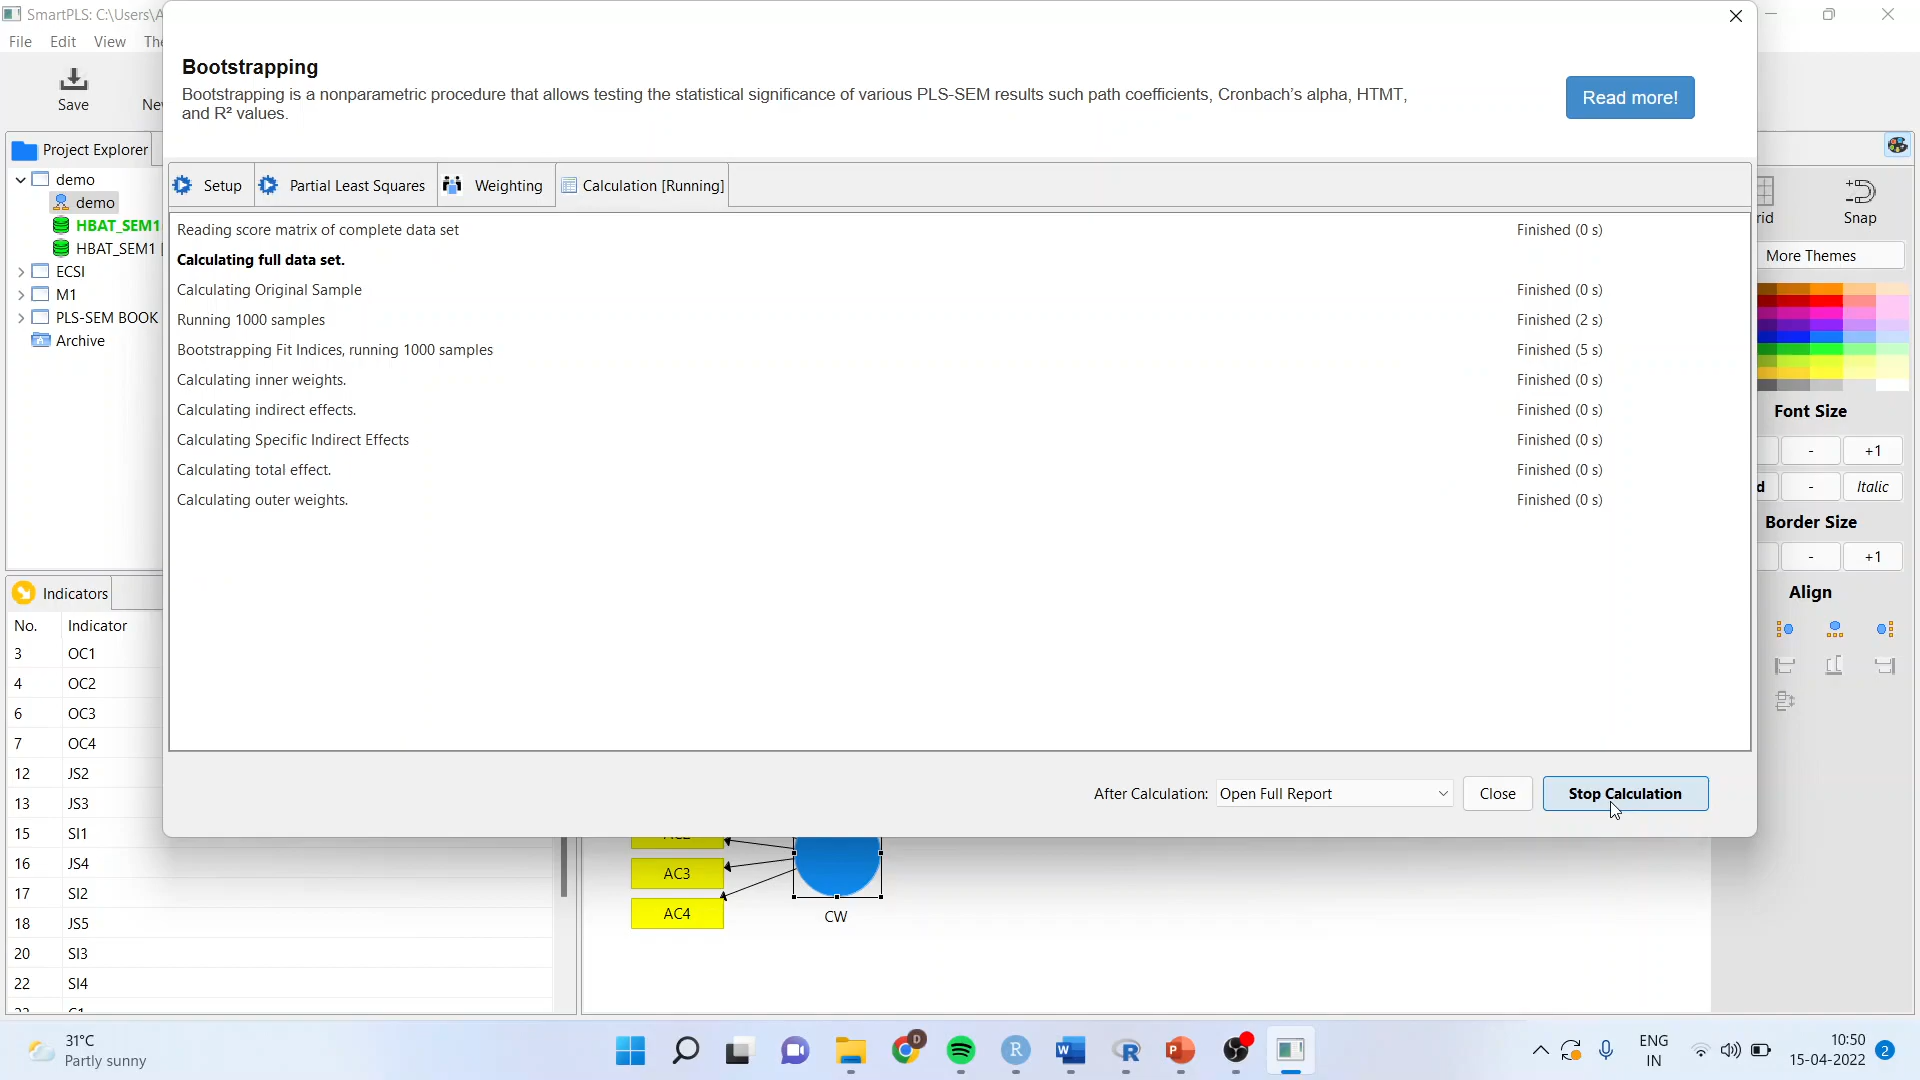 SmartPLS: C:\Users\A
File Edit View The
Save
Nev
Bootstrapping
Bootstrapping is a nonparametric procedure that allows testing the statistical significance of various PLS-SEM results such path coefficients, Cronbach's alpha, HTMT,
and R² values.
Read more!
Project Explorer
demo
demo
HBAT_SEM1
HBAT_SEM1 [
ECSI
M1
PLS-SEM BOOK
Archive
Setup Partial Least Squares Weighting Calculation [Running]
Reading score matrix of complete data set Finished (0 s)
Calculating full data set.
Calculating Original Sample Finished (0 s)
Running 1000 samples Finished (2 s)
Bootstrapping Fit Indices, running 1000 samples Finished (5 s)
Calculating inner weights. Finished (0 s)
Calculating indirect effects. Finished (0 s)
Calculating Specific Indirect Effects Finished (0 s)
Calculating total effect. Finished (0 s)
Calculating outer weights. Finished (0 s)
After Calculation: Open Full Report Close Stop Calculation
rid Snap
More Themes
Font Size
- +1
d - Italic
Border Size
- +1
Align
Indicators
No. Indicator
3 OC1
4 OC2
6 OC3
7 OC4
12 JS2
13 JS3
15 SI1
16 JS4
17 SI2
18 JS5
20 SI3
22 SI4
AC3
AC4
CW
31°C
Partly sunny
D
ENG
IN
10:50
15-04-2022
2